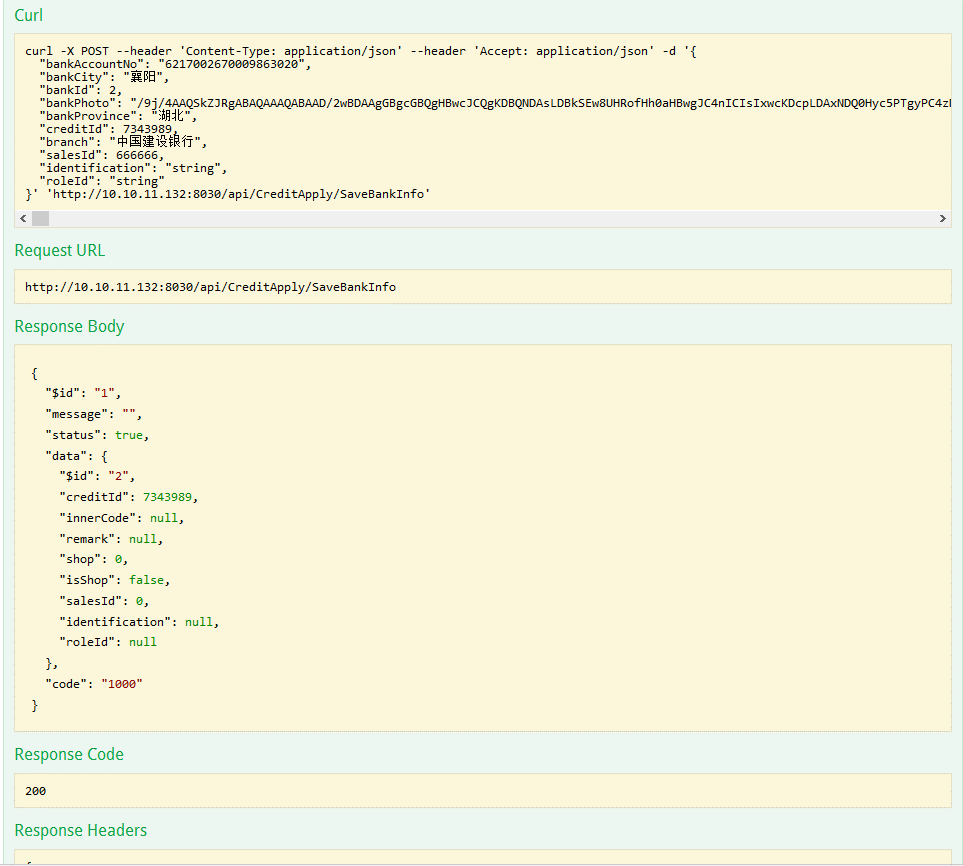 Curl
curl -X POST --header 'Content-Type: application/json' --header 'Accept: application/json' -d '{
"bankAccountNo": "6217002670009863020",
"bankCity": "襄阳",
"bankId": 2,
"bankPhoto": "/9j/4AAQSkZJRgABAQAAAQABAAD/2wBDAAgGBgcGBQgHBwcJCQgKDBQNDAsLDBkSEw8UHRofHh0aHBwgJC4nICIsIxwcKDcpLDAxNDQ0Hyc5PTgyPC4z
"bankProvince": "湖北",
"creditId": 7343989,
"branch": "中国建设银行",
"salesId": 666666,
"identification": "string",
"roleId": "string"
}' 'http://10.10.11.132:8030/api/CreditApply/SaveBankInfo'
Request URL
http://10.10.11.132:8030/api/CreditApply/SaveBankInfo
Response Body
{
"$id": "1",
"message": "",
"status": true,
"data": {
"$id": "2",
"creditId": 7343989,
"innerCode": null,
"remark": null,
"shop": 0,
"isShop": false,
"salesId": 0,
"identification": null,
"roleId": null
},
"code": "1000"
}
Response Code
200
Response Headers